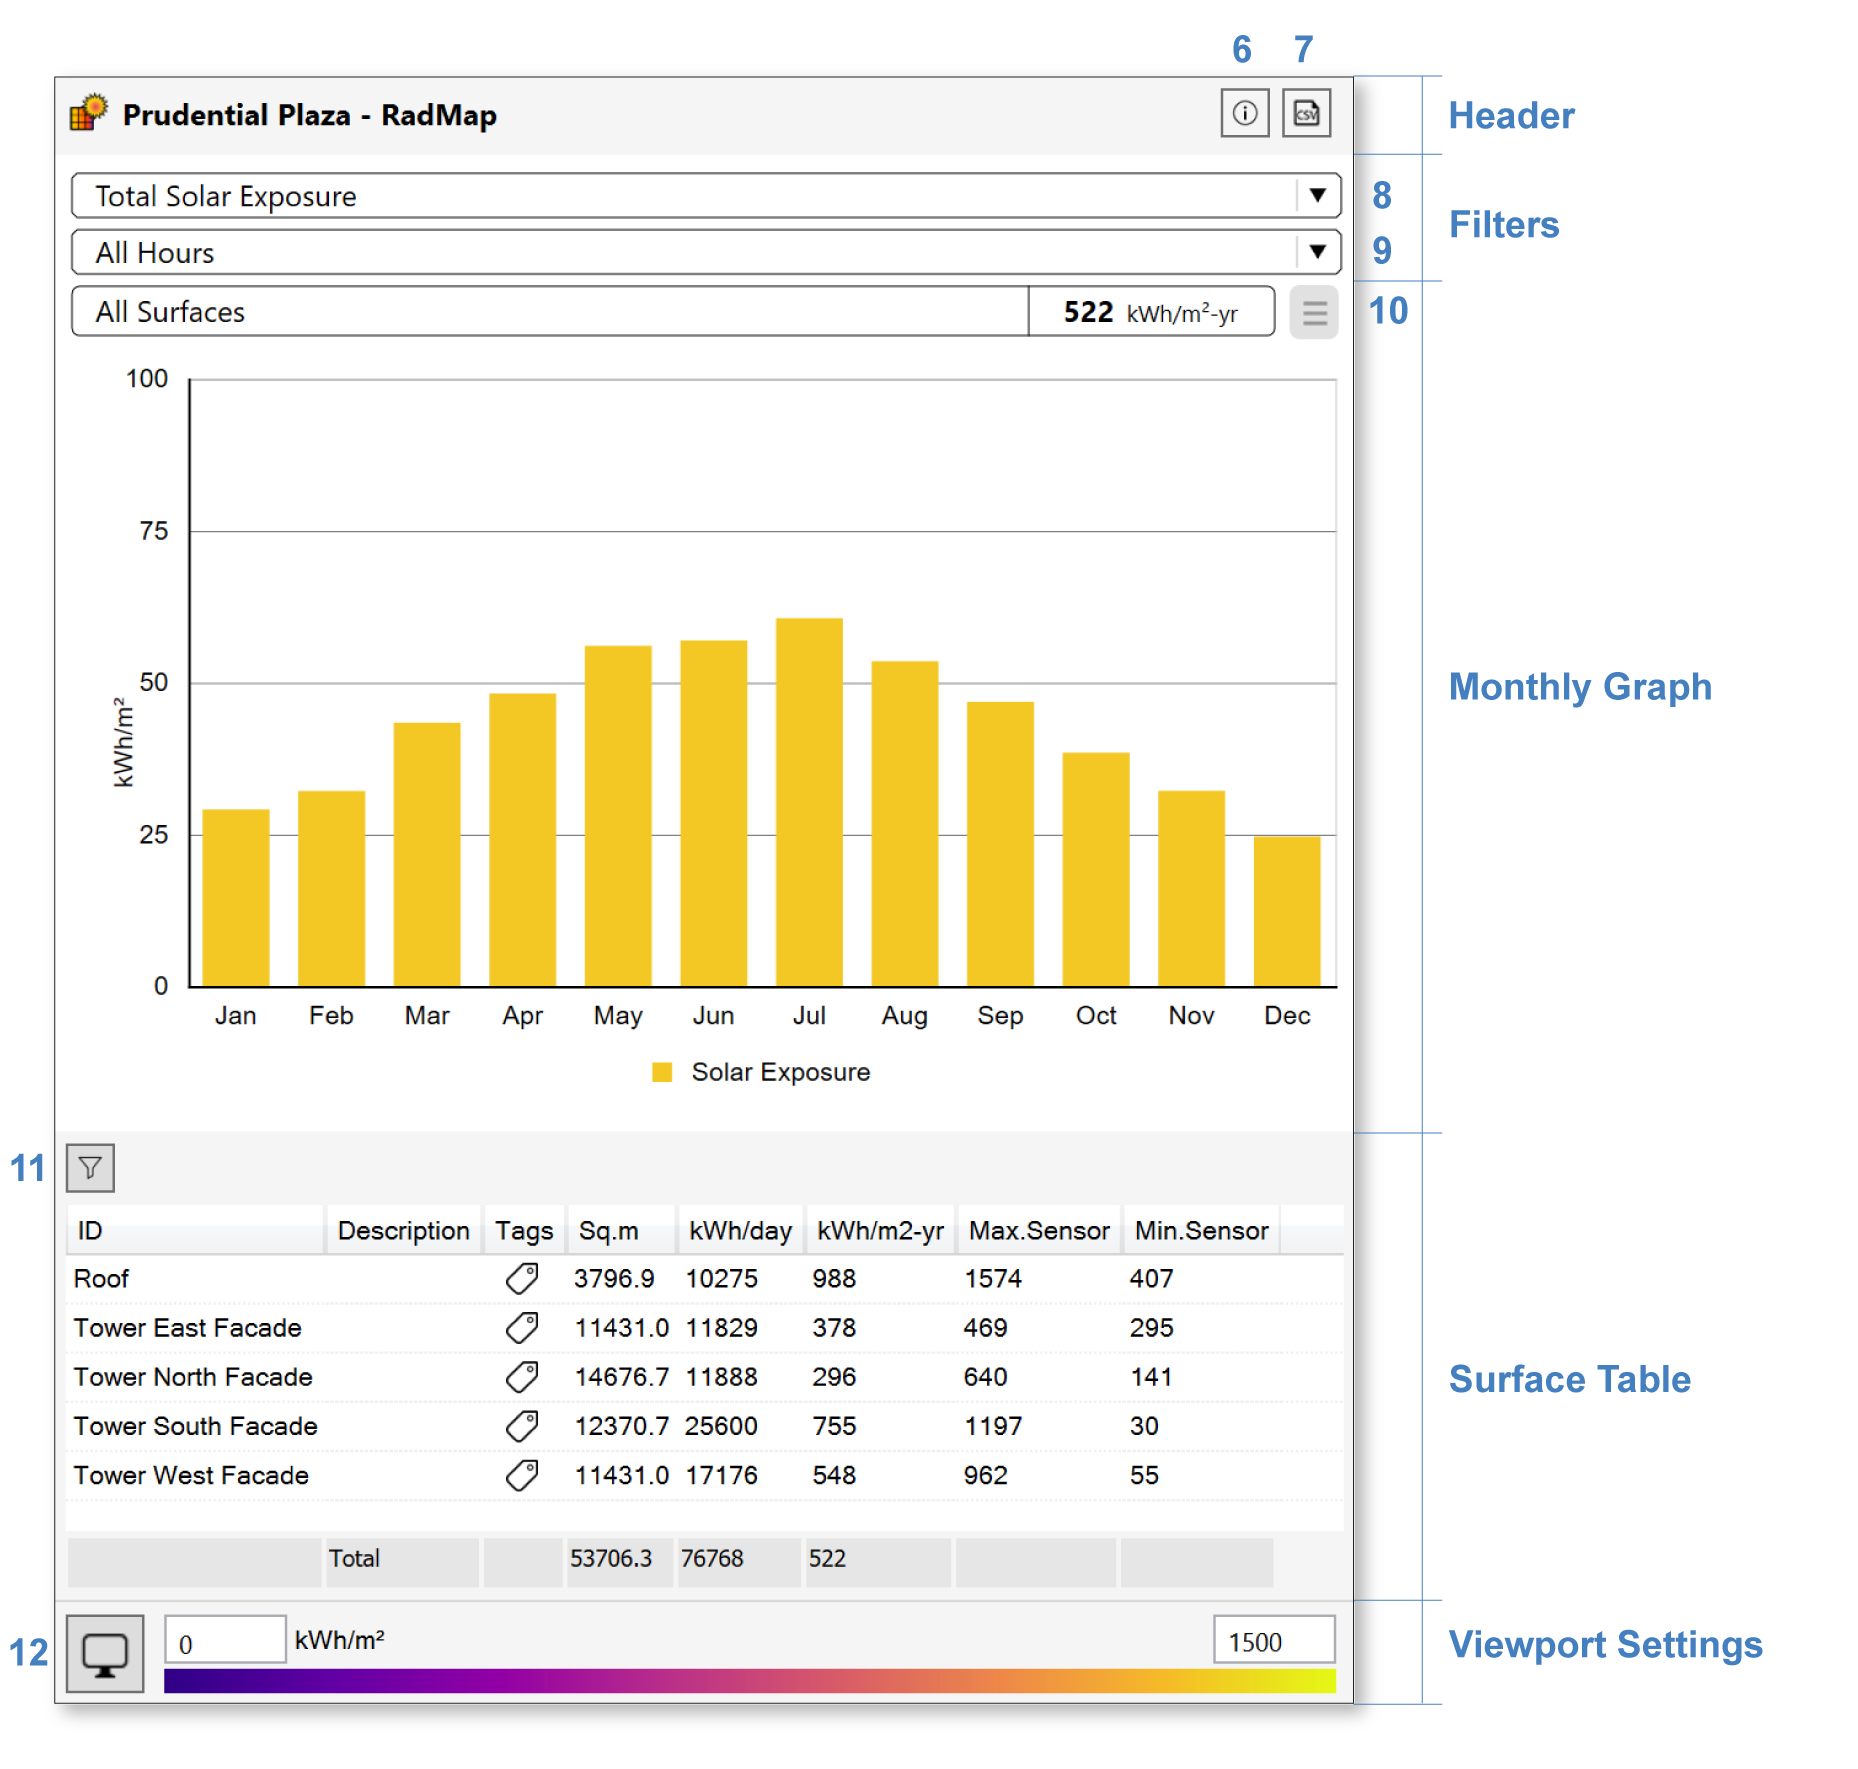 6 7
Prudential Plaza - RadMap
CSV
Header
Total Solar Exposure
8
Filters
All Hours
9
All Surfaces
522 kWh/m²-yr
10
100
75
50
25
0
kWh/m²
Monthly Graph
Jan Feb Mar Apr May Jun Jul Aug Sep Oct Nov Dec
Solar Exposure
11
ID Description Tags Sq.m kWh/day kWh/m2-yr Max.Sensor Min.Sensor
Roof 3796.9 10275 988 1574 407
Tower East Facade 11431.0 11829 378 469 295
Tower North Facade 14676.7 11888 296 640 141
Surface Table
Tower South Facade 12370.7 25600 755 1197 30
Tower West Facade 11431.0 17176 548 962 55
Total 53706.3 76768 522
12
0 kWh/m²
1500
Viewport Settings